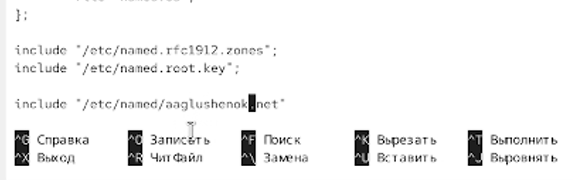 };
include "/etc/named.rfc1912.zones";
include "/etc/named.root.key";
include "/etc/named/aaglushenok.net"
^G Справка ^O Записать ^F Поиск ^K Вырезать ^T Выполнить
^X Выход ^R ЧитФайл ^\ Замена ^U Вставить ^J Выровнять